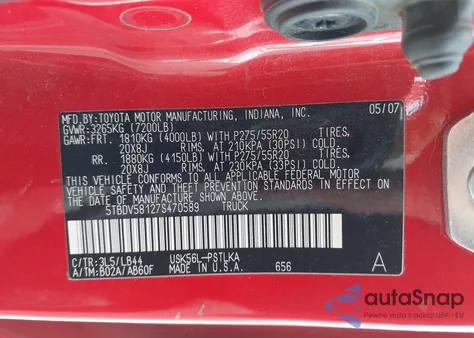 MFD. BY: TOYOTA MOTOR MANUFACTURING, INDIANA, INC. 05/07
GVWR: 3265KG (7200LB)
GAWR: FRT. 1810KG (4000LB) WITH P275/55R20 TIRES,
20X8J RIMS, AT 210KPA (30PSI) COLD.
RR. 1880KG (4150LB) WITH P275/55R20 TIRES,
20X8J RIMS, AT 230KPA (33PSI) COLD.
THIS VEHICLE CONFORMS TO ALL APPLICABLE FEDERAL MOTOR
VEHICLE SAFETY AND THEFT PREVENTION STANDARDS IN
EFFECT ON THE DATE OF MANUFACTURE SHOWN ABOVE.
5TBDV58127S470589 TRUCK
C/TR: 3L5/LB44 USK56L-PSTLKA
A/TM: B02A/AB60F MADE IN U.S.A. 656 A
autoSnap
Pewne auta z USA - EU